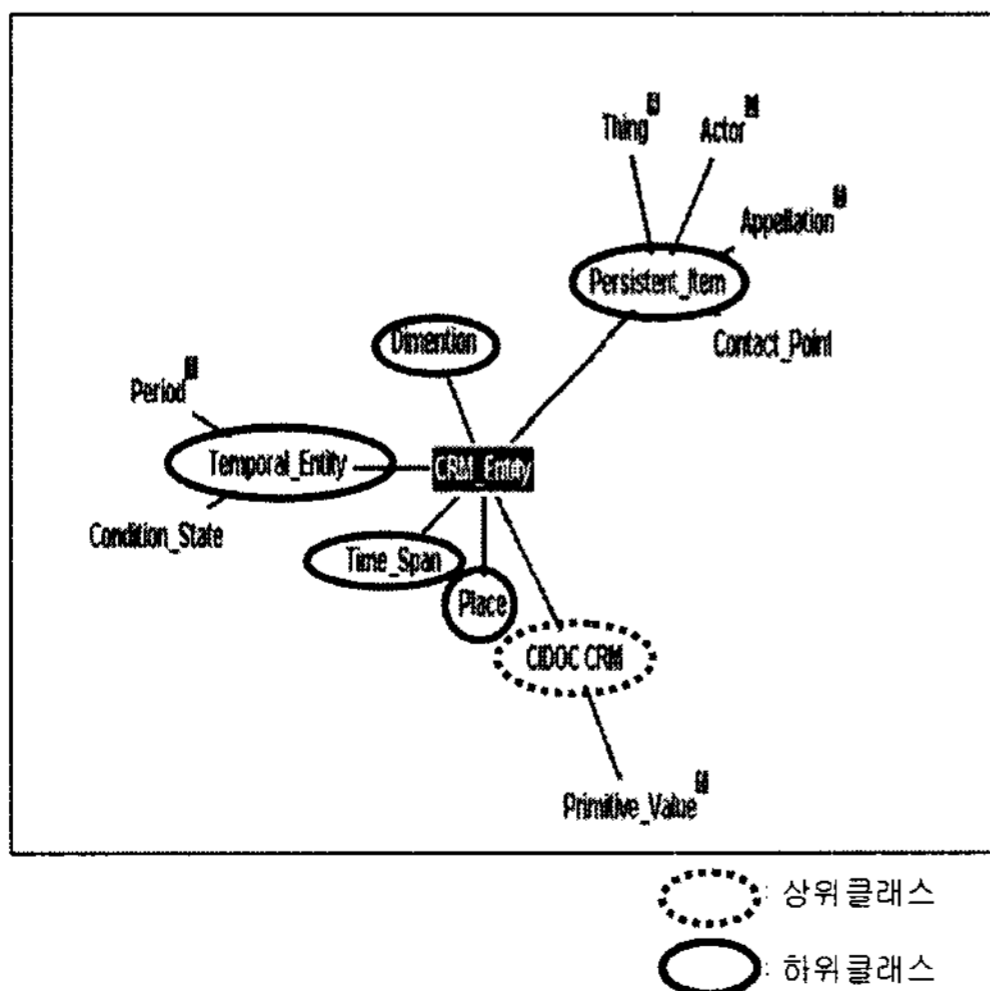 Thing
Actor
Appellation
Persistent_Item
Contact_Point
Dimention
Period
Temporal_Entity
CRM_Entity
Condition_State
Time_Span
Place
CIDOC CRM
Primitive_Value
: 상위클래스
: 하위클래스